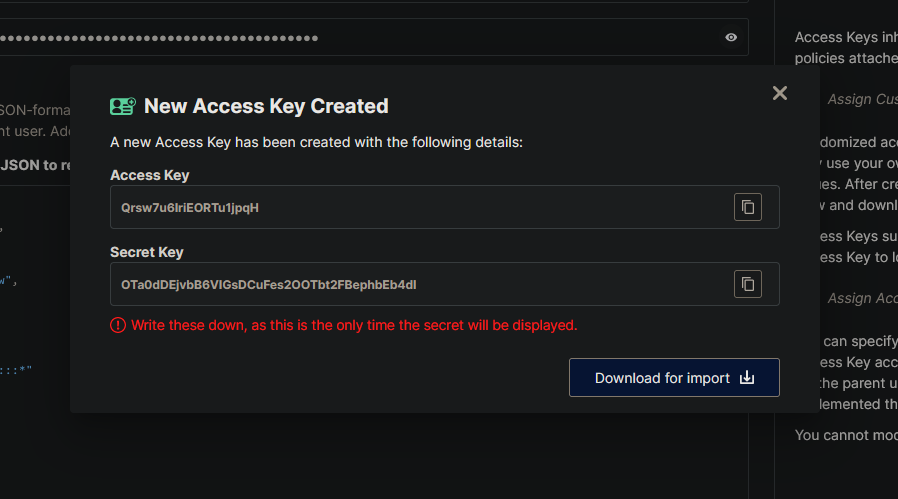 Access Keys inh
policies attache
New Access Key Created
Assign Cus
SON-forma
A new Access Key has been created with the following details:
domized acc
nt user. Add
JSON to re
use your ov
Access Key
ues. After cre
Qrsw7u6IriEORTu1jpqH
w and downl
ess Keys su
Secret Key
ess Key to lo
w",
OTa0dDEjvbB6VIGsDCuFes2OOTbt2FBephbEb4dI
Assign Acc
Write these down, as this is the only time the secret will be displayed.
can specify
ess Key acc
:::*"
Download for import
the parent u
lemented th
You cannot mod